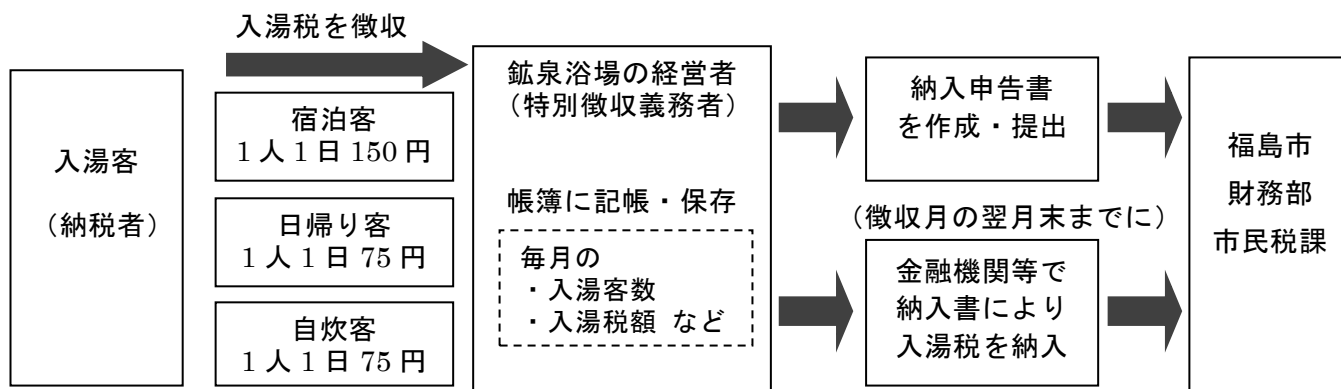 入湯税を徴収
入湯客
(納税者)
宿泊客
1人1日150円
日帰り客
1人1日75円
自炊客
1人1日75円
鉱泉浴場の経営者
(特別徴収義務者)
帳簿に記帳・保存
毎月の
・入湯客数
・入湯税額 など
納入申告書
を作成・提出
(徴収月の翌月末までに)
金融機関等で
納入書により
入湯税を納入
福島市
財務部
市民税課